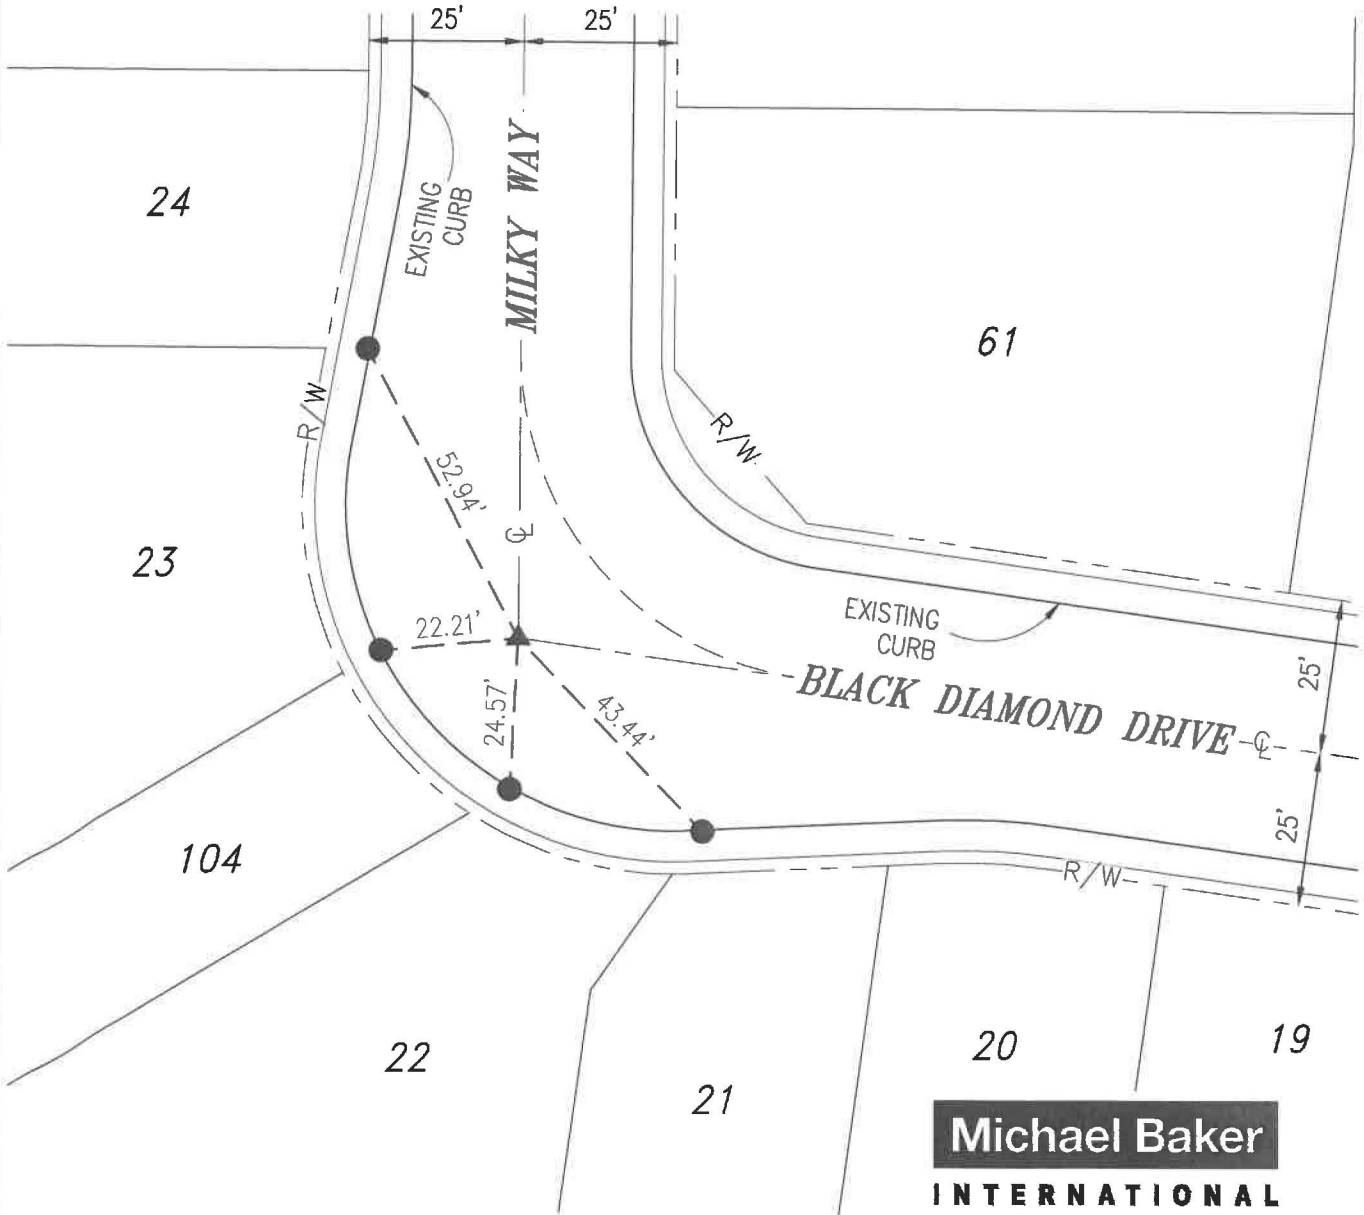 25'
25'
24
EXISTING
CURB
MILKY WAY
61
R/W
R/W
52.94'
℄
23
22.21'
EXISTING
CURB
24.57'
43.44'
BLACK DIAMOND DRIVE
℄
25'
25'
104
R/W
22
21
20
19
Michael Baker
INTERNATIONAL